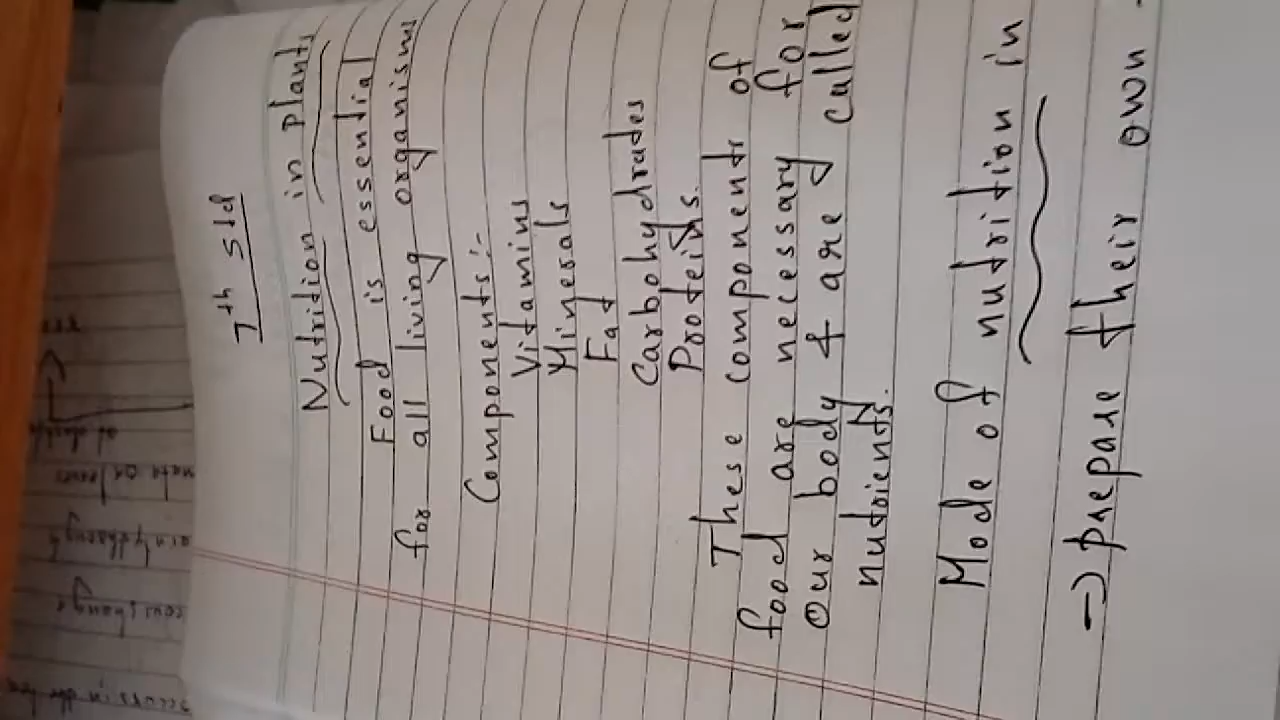 7th std
Nutrition in plants
Food is essential
for all living organisms
Components:-
Vitamins
Minerals
Fat
Carbohydrades
Proteins.
These components of
food are necessary for
our body & are called
nutrients.
Mode of nutrition in
→ prepare their own -